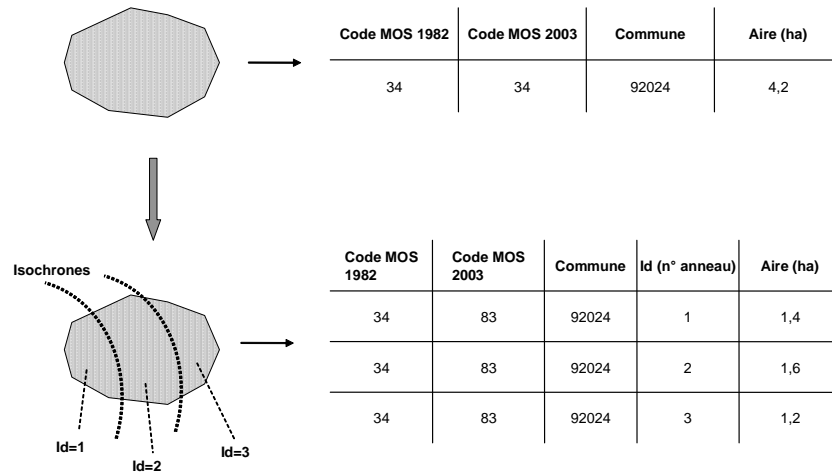 Code MOS 1982 Code MOS 2003 Commune Aire (ha)
34 34 92024 4,2
Isochrones
Id=1
Id=2
Id=3
Code MOS 1982 Code MOS 2003 Commune Id (n° anneau) Aire (ha)
34 83 92024 1 1,4
34 83 92024 2 1,6
34 83 92024 3 1,2